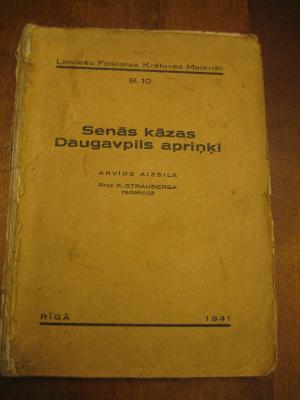 Latviešu Folkloras Krātuves Materiāli
B. 10
Senās kāzas
Daugavpils apriņķī
ARVĪDS AIZSILS
Prof. K. STRAUBERGA
redakcijā
RĪGĀ 1941